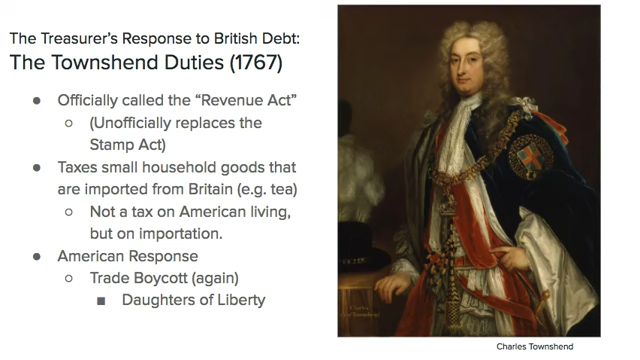 The Treasurer's Response to British Debt:
The Townshend Duties (1767)
● Officially called the “Revenue Act”
○ (Unofficially replaces the
Stamp Act)
● Taxes small household goods that
are imported from Britain (e.g. tea)
○ Not a tax on American living,
but on importation.
● American Response
○ Trade Boycott (again)
■ Daughters of Liberty
Charles Townshend